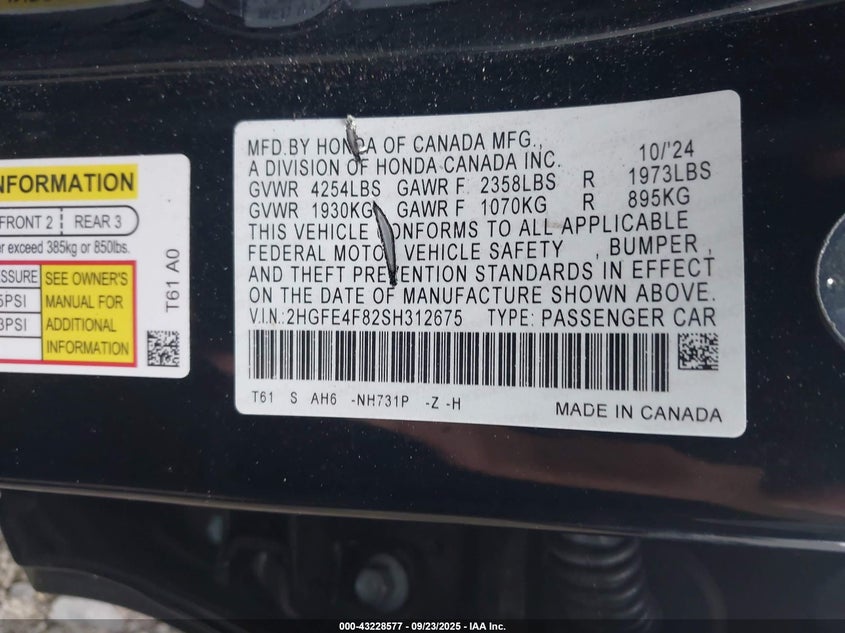 INFORMATION
FRONT 2 REAR 3
exceed 385kg or 850lbs.
SEE OWNER'S
MANUAL FOR
ADDITIONAL
INFORMATION
T61 A0
MFD.BY HONDA OF CANADA MFG.,
A DIVISION OF HONDA CANADA INC. 10/'24
GVWR 4254LBS GAWR F 2358LBS R 1973LBS
GVWR 1930KG GAWR F 1070KG R 895KG
THIS VEHICLE CONFORMS TO ALL APPLICABLE
FEDERAL MOTOR VEHICLE SAFETY , BUMPER ,
AND THEFT PREVENTION STANDARDS IN EFFECT
ON THE DATE OF MANUFACTURE SHOWN ABOVE.
V.I.N.:2HGFE4F82SH312675 TYPE: PASSENGER CAR
T61 S AH6 -NH731P -Z -H
MADE IN CANADA
000-43228577 - 09/23/2025 - IAA Inc.